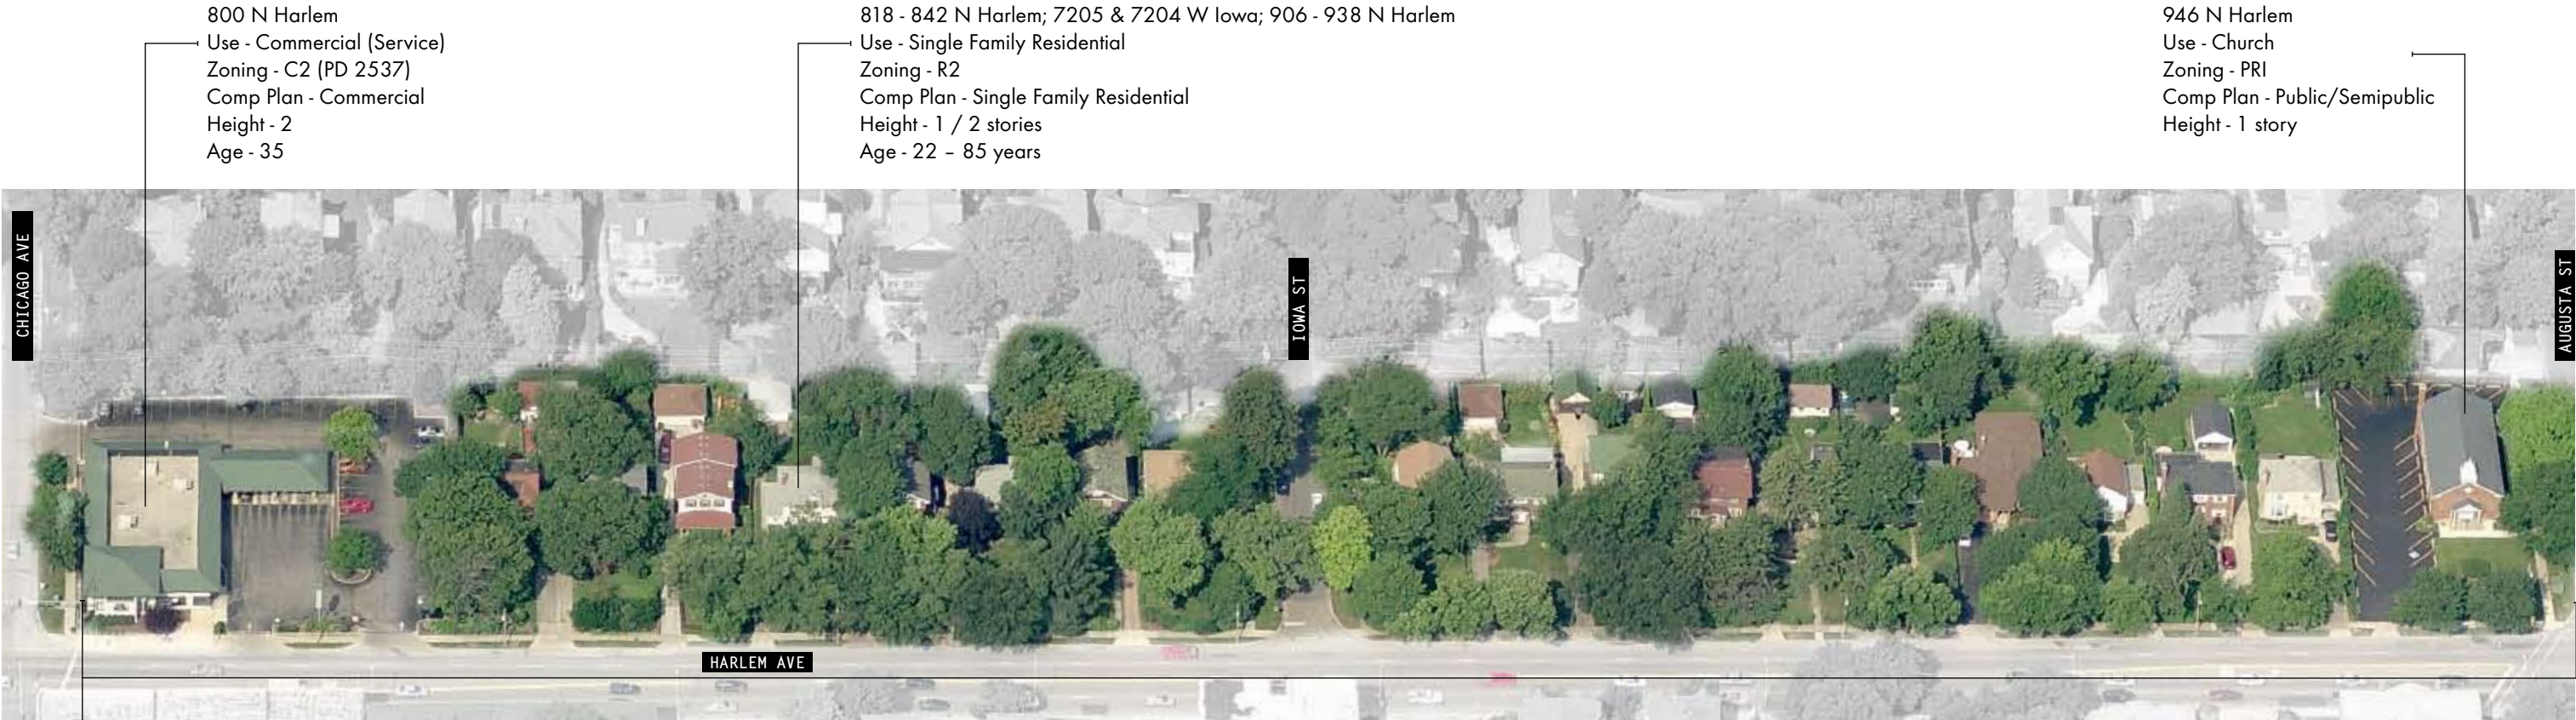 800 N Harlem
Use - Commercial (Service)
Zoning - C2 (PD 2537)
Comp Plan - Commercial
Height - 2
Age - 35
818 - 842 N Harlem; 7205 & 7204 W Iowa; 906 - 938 N Harlem
Use - Single Family Residential
Zoning - R2
Comp Plan - Single Family Residential
Height - 1 / 2 stories
Age - 22 – 85 years
946 N Harlem
Use - Church
Zoning - PRI
Comp Plan - Public/Semipublic
Height - 1 story
CHICAGO AVE
IOWA ST
AUGUSTA ST
HARLEM AVE